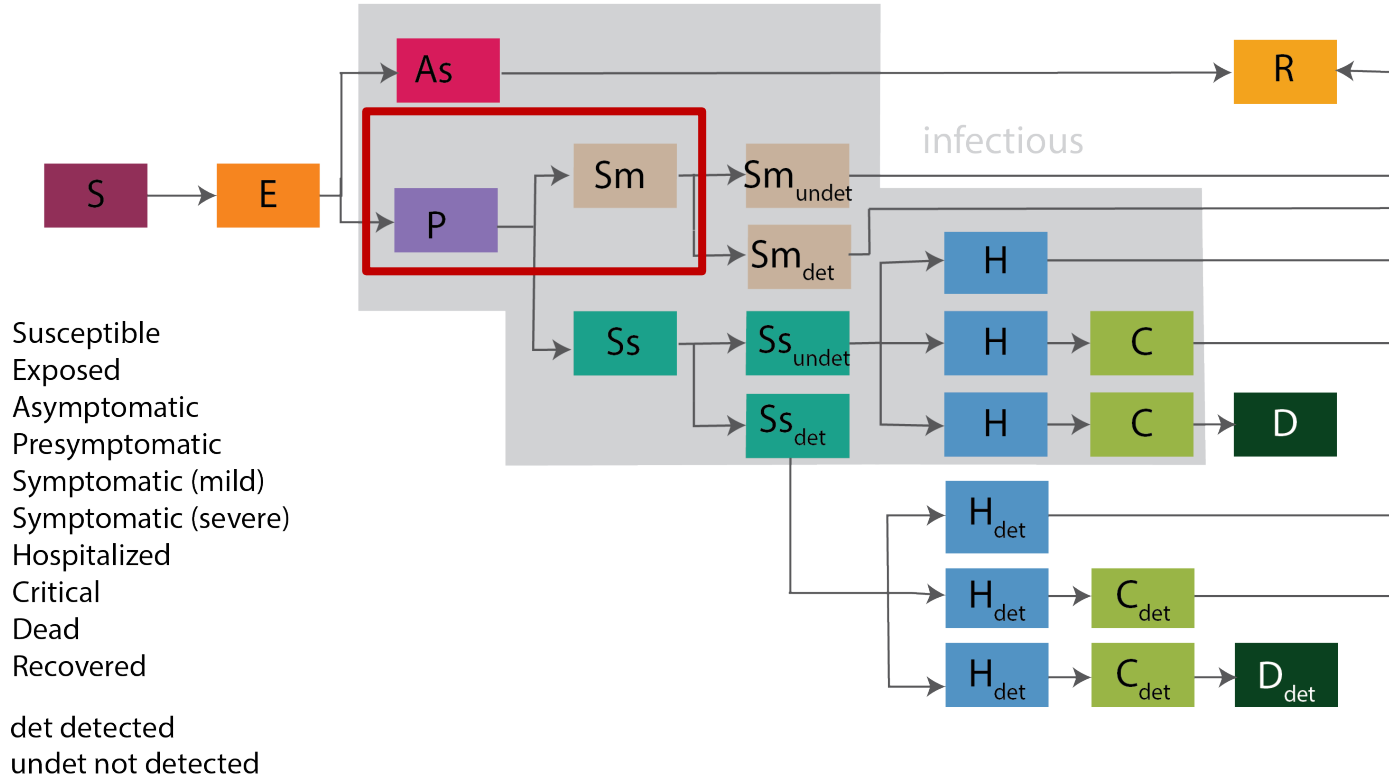 As
R
infectious
S
E
P
Sm
Sm undet
Sm det
H
Ss
Ss undet
H
C
Ss det
H
C
D
H det
H det
C det
H det
C det
D det
Susceptible
Exposed
Asymptomatic
Presymptomatic
Symptomatic (mild)
Symptomatic (severe)
Hospitalized
Critical
Dead
Recovered
det detected
undet not detected